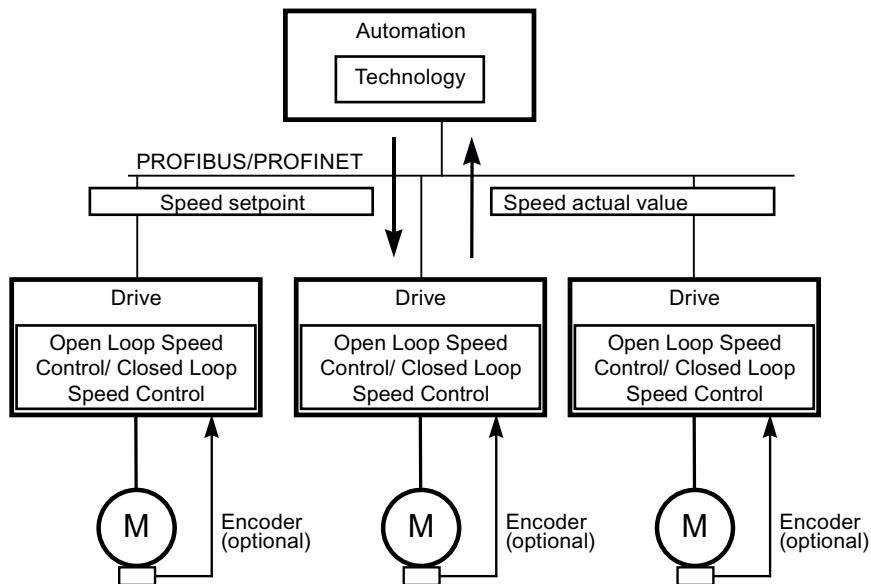 Automation
Technology
PROFIBUS/PROFINET
Speed setpoint
Speed actual value
Drive
Open Loop Speed
Control/ Closed Loop
Speed Control
Drive
Open Loop Speed
Control/ Closed Loop
Speed Control
Drive
Open Loop Speed
Control/ Closed Loop
Speed Control
M
Encoder
(optional)
M
Encoder
(optional)
M
Encoder
(optional)